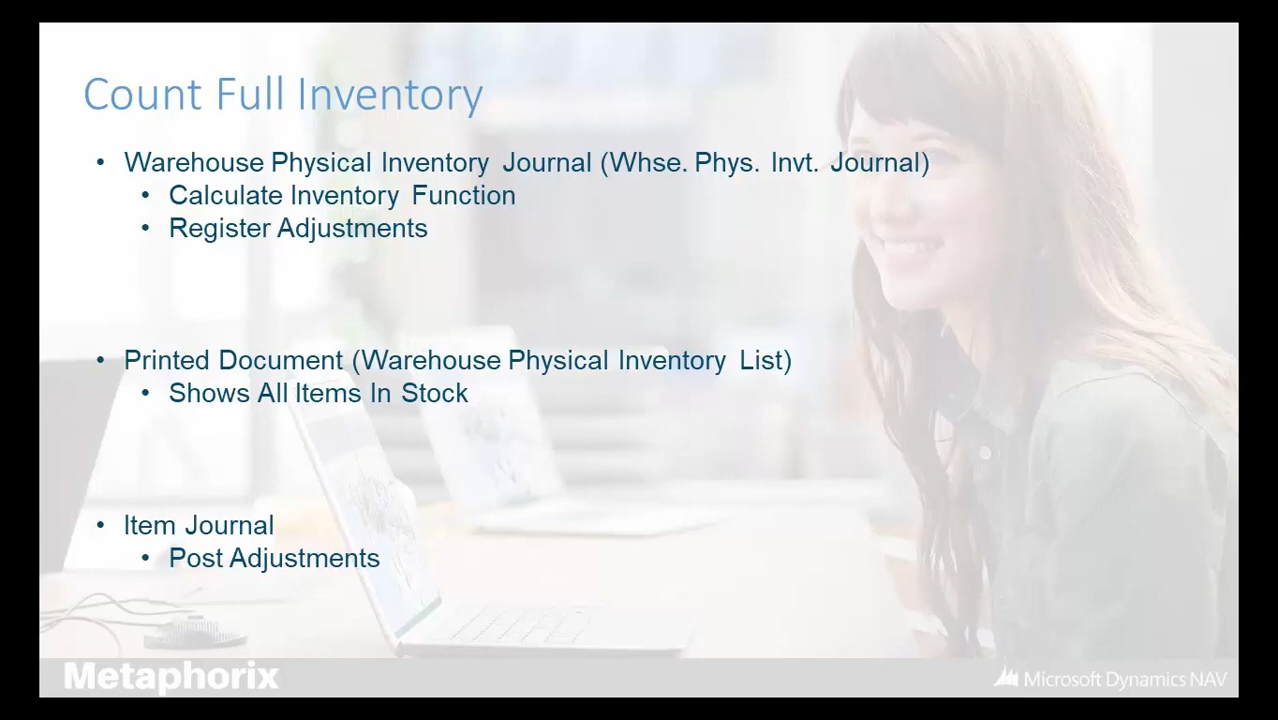 Count Full Inventory
• Warehouse Physical Inventory Journal (Whse. Phys. Invt. Journal)
• Calculate Inventory Function
• Register Adjustments
• Printed Document (Warehouse Physical Inventory List)
• Shows All Items In Stock
• Item Journal
• Post Adjustments
Metaphorix
Microsoft Dynamics NAV